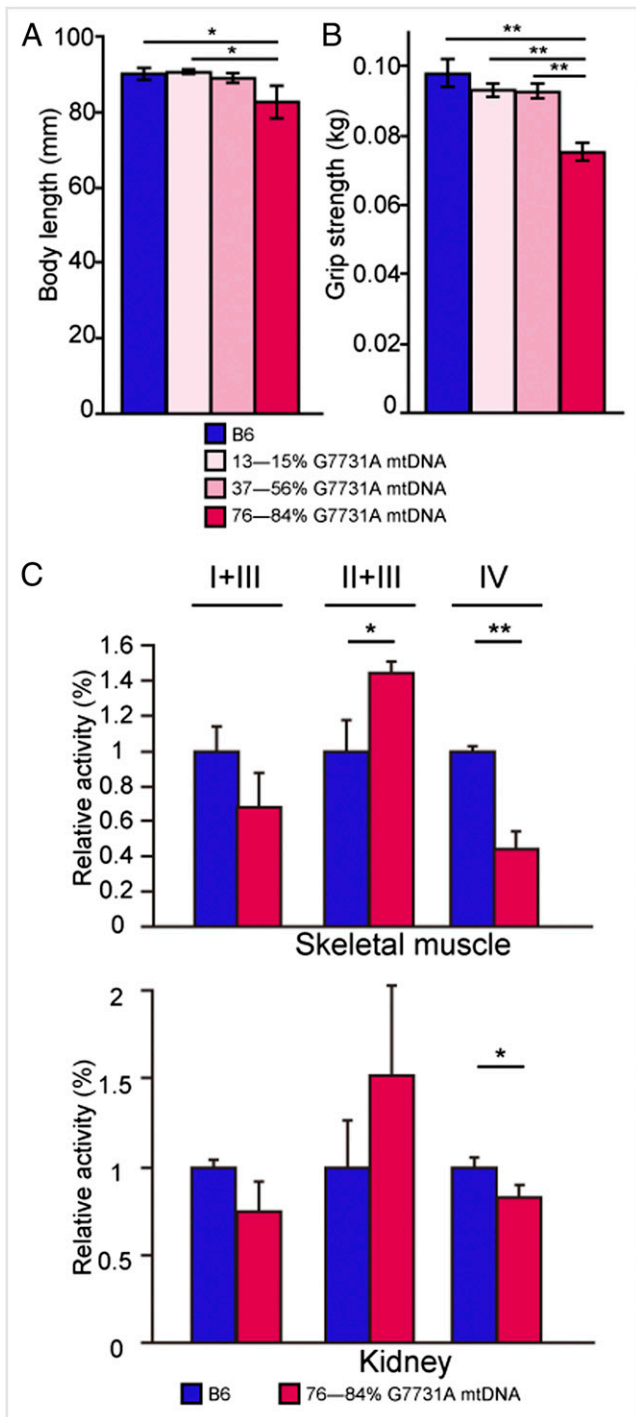 A
B
*
*
**
**
**
100
80
60
40
20
0
Body length (mm)
0.10
0.08
0.06
0.04
0.02
0
Grip strength (kg)
B6
13—15% G7731A mtDNA
37—56% G7731A mtDNA
76—84% G7731A mtDNA
C
I+III
II+III
IV
*
**
1.6
1.4
1.2
1
0.8
0.6
0.4
0.2
0
Relative activity (%)
Skeletal muscle
2
1.5
1
0.5
0
Relative activity (%)
*
Kidney
B6
76—84% G7731A mtDNA